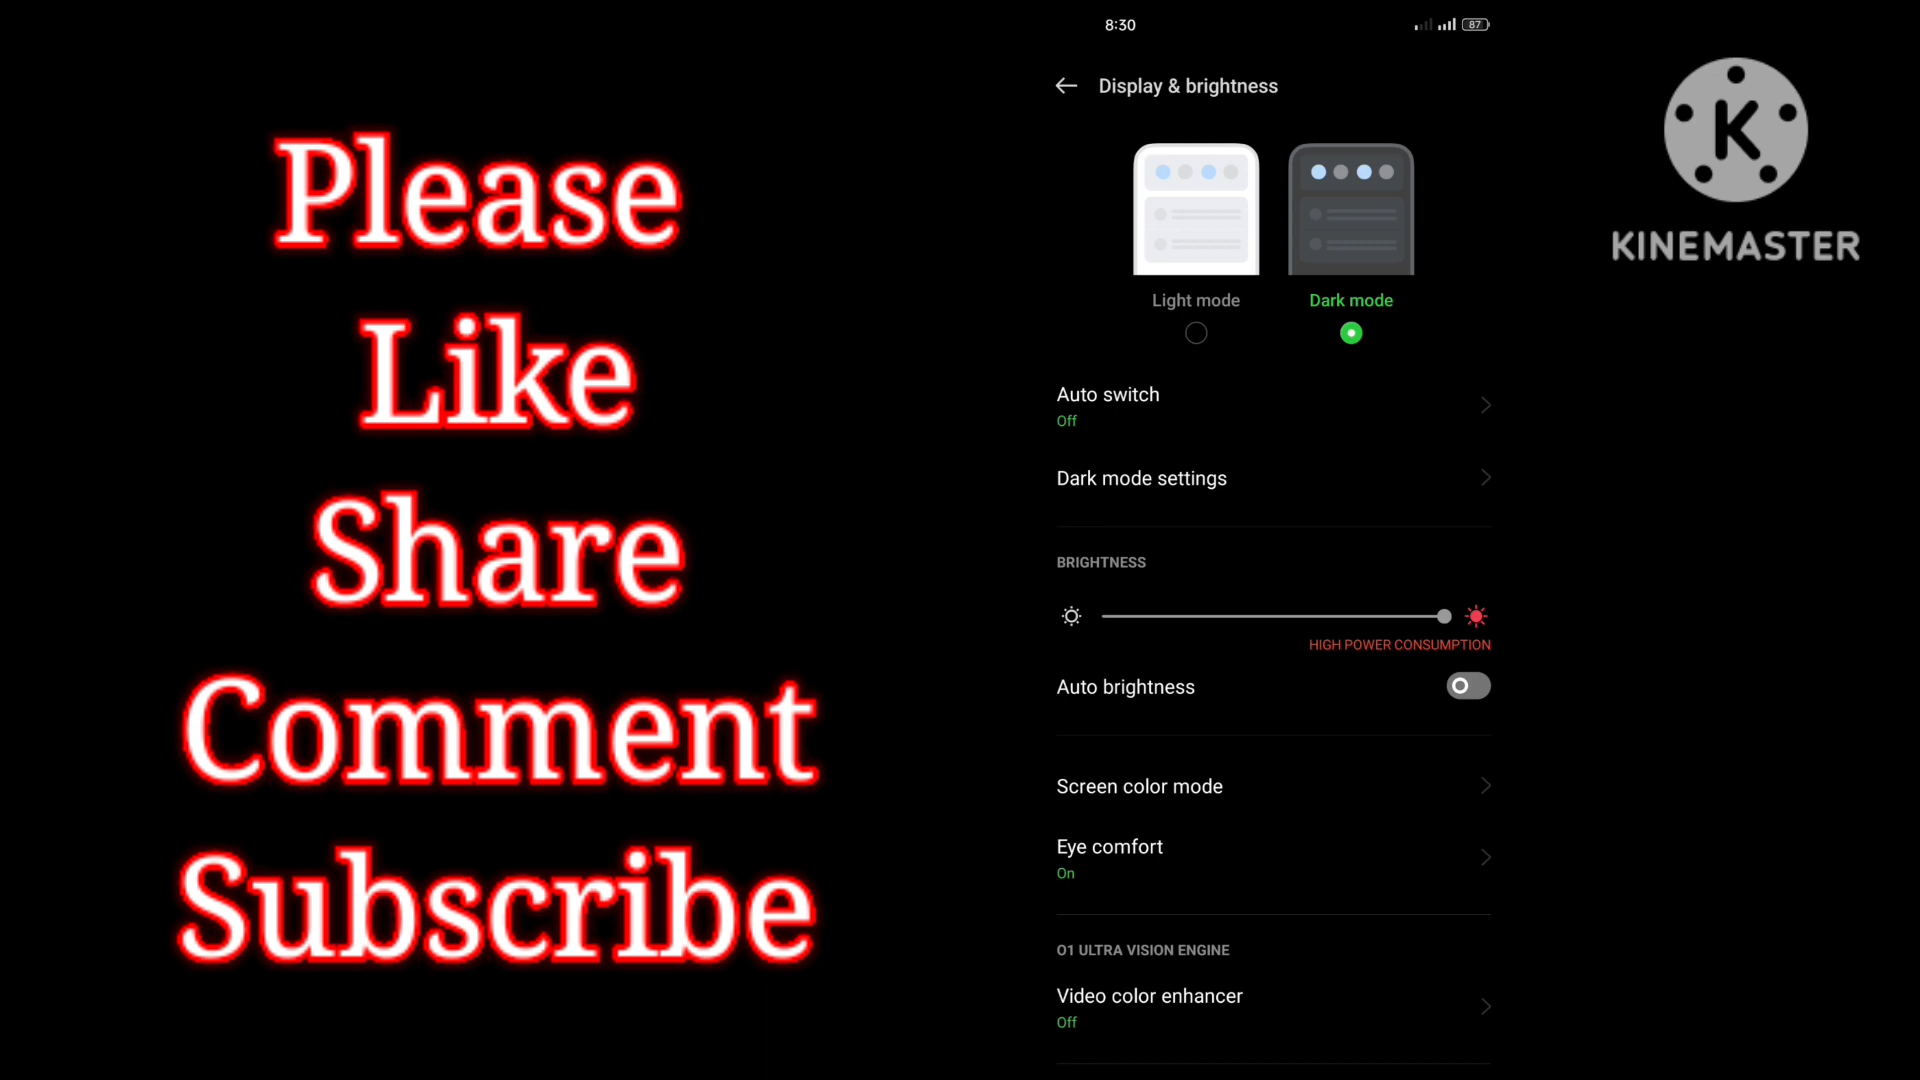 Please
Like
Share
Comment
Subscribe
8:30
87
Display & brightness
Light mode
Dark mode
Auto switch
Off
Dark mode settings
BRIGHTNESS
HIGH POWER CONSUMPTION
Auto brightness
Screen color mode
Eye comfort
On
O1 ULTRA VISION ENGINE
Video color enhancer
Off
K
KINEMASTER